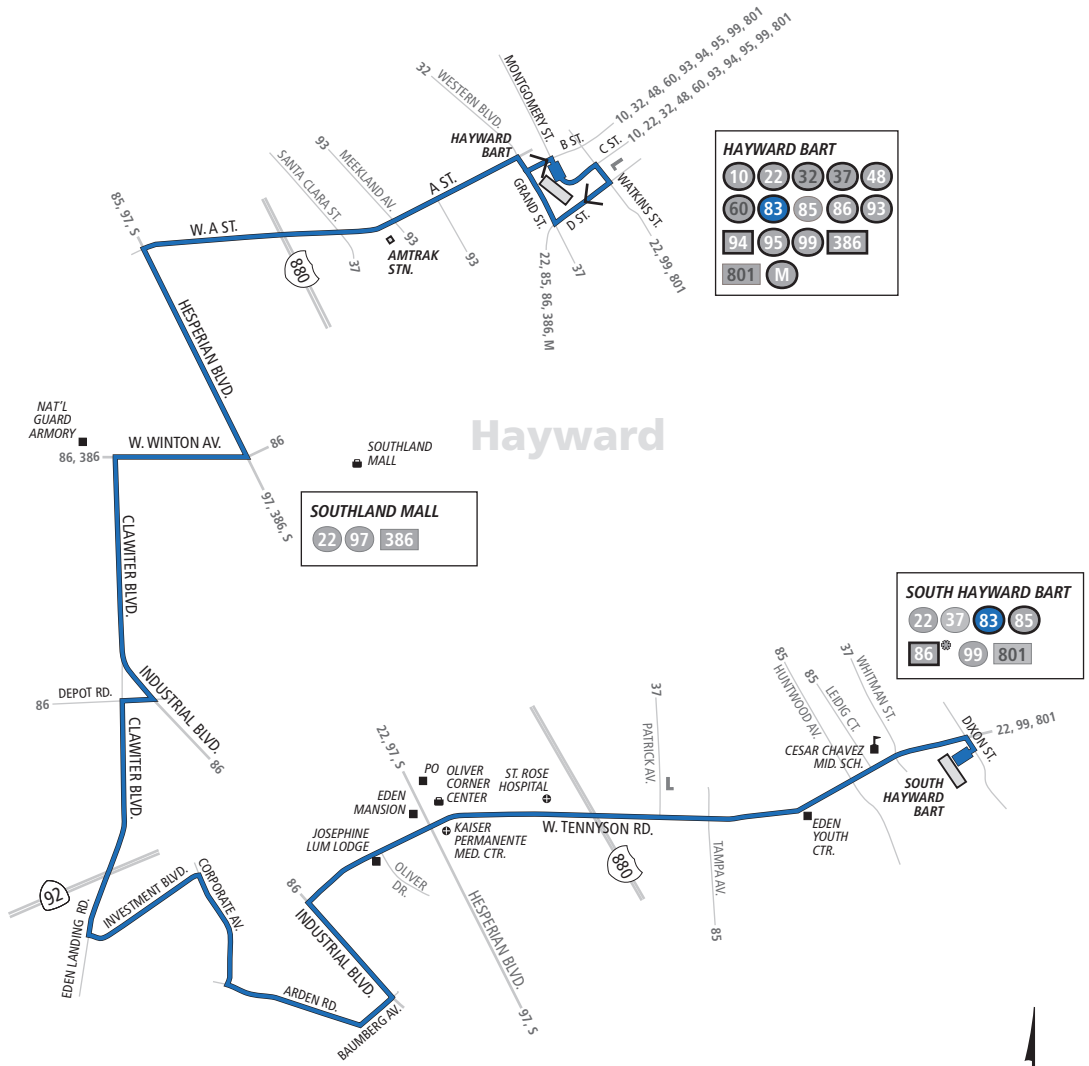 MONTGOMERY ST.
10, 32, 48, 60, 93, 94, 95, 99, 801
10, 22, 32, 48, 60, 93, 94, 95, 99, 801
32
WESTERN BLVD.
B ST.
C ST.
HAYWARD
BART
L
WATKINS ST.
GRAND ST.
D ST.
93
MEEKLAND AV.
A ST.
SANTA CLARA ST.
85, 97, S
W. A ST.
37
93
AMTRAK
STN.
93
22, 85, 86, 386, M
37
22, 99, 801
880
HAYWARD BART
10 22 32 37 48
60 83 85 86 93
94 95 99 386
801 M
HESPERIAN BLVD.
NAT'L
GUARD
ARMORY
86, 386
W. WINTON AV.
86
97, 386, S
SOUTHLAND
MALL
Hayward
SOUTHLAND MALL
22 97 386
CLAWITER BLVD.
INDUSTRIAL BLVD.
86
DEPOT RD.
86
CLAWITER BLVD.
SOUTH HAYWARD BART
22 37 83 85
86 99 801
85
HUNTWOOD AV.
85
LEIDIG CT.
37
WHITMAN ST.
DIXON ST.
22, 99, 801
CESAR CHAVEZ
MID. SCH.
SOUTH
HAYWARD
BART
37
PATRICK AV.
L
22, 97, S
PO
OLIVER
CORNER
CENTER
ST. ROSE
HOSPITAL
EDEN
MANSION
JOSEPHINE
LUM LODGE
KAISER
PERMANENTE
MED. CTR.
W. TENNYSON RD.
EDEN
YOUTH
CTR.
880
TAMPA AV.
85
OLIVER
DR.
86
INDUSTRIAL BLVD.
HESPERIAN BLVD.
97, S
92
EDEN LANDING RD.
INVESTMENT BLVD.
CORPORATE AV.
ARDEN RD.
BAUMBERG AV.